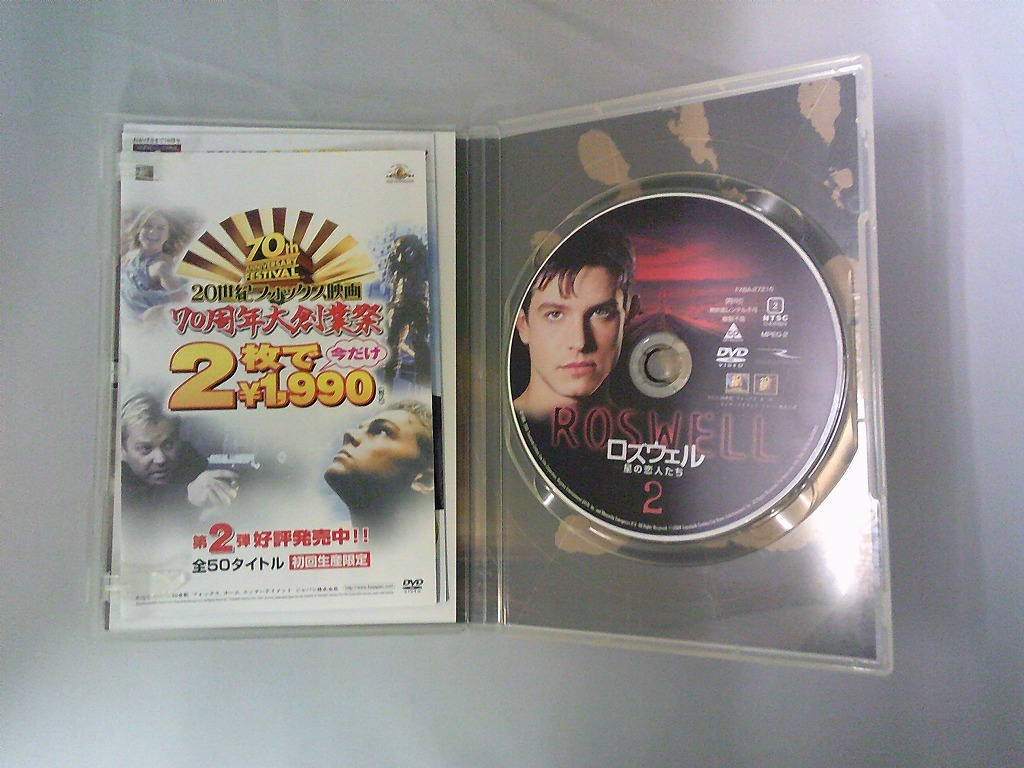 70th
ANNIVERSARY
FESTIVAL
20世紀フォックス映画
70周年大創業祭
2枚で
今だけ
¥1,990
第2弾好評発売中!!
全50タイトル 初回生産限定
DVD
VIDEO
2
NTSC
MPEG-2
DVD
VIDEO
ROSWELL
ロズウェル
星の恋人たち
2